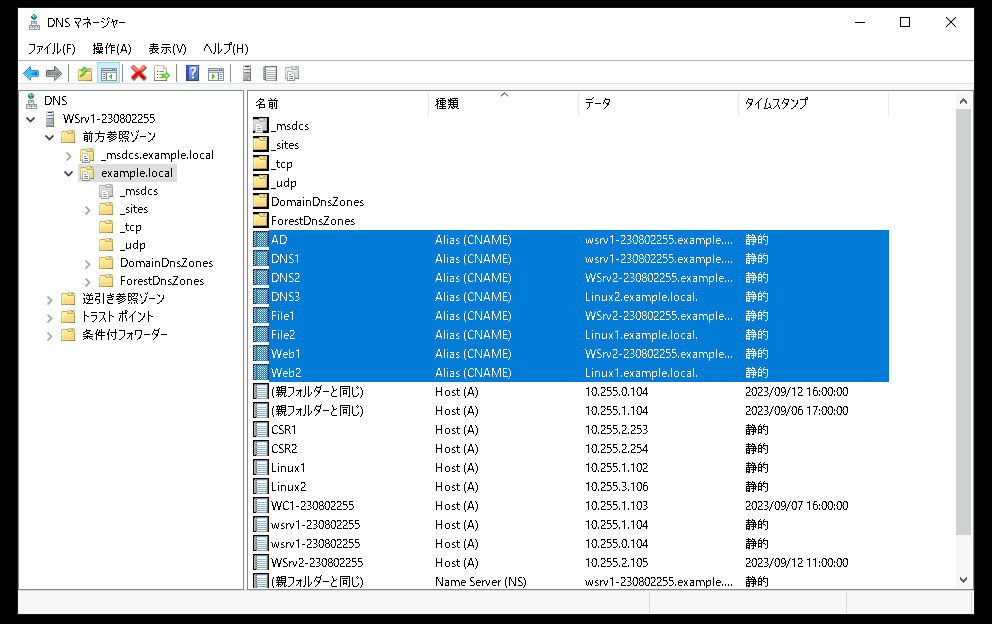 DNS マネージャー
ファイル(F) 操作(A) 表示(V) ヘルプ(H)
DNS
WSrv1-230802255
前方参照ゾーン
_msdcs.example.local
example.local
_msdcs
_sites
_tcp
_udp
DomainDnsZones
ForestDnsZones
逆引き参照ゾーン
トラスト ポイント
条件付フォワーダー
名前 種類 データ タイムスタンプ
_msdcs
_sites
_tcp
_udp
DomainDnsZones
ForestDnsZones
AD Alias (CNAME) wsrv1-230802255.example.... 静的
DNS1 Alias (CNAME) wsrv1-230802255.example.... 静的
DNS2 Alias (CNAME) WSrv2-230802255.example... 静的
DNS3 Alias (CNAME) Linux2.example.local. 静的
File1 Alias (CNAME) WSrv2-230802255.example... 静的
File2 Alias (CNAME) Linux1.example.local. 静的
Web1 Alias (CNAME) WSrv2-230802255.example... 静的
Web2 Alias (CNAME) Linux1.example.local. 静的
(親フォルダーと同じ) Host (A) 10.255.0.104 2023/09/12 16:00:00
(親フォルダーと同じ) Host (A) 10.255.1.104 2023/09/06 17:00:00
CSR1 Host (A) 10.255.2.253 静的
CSR2 Host (A) 10.255.2.254 静的
Linux1 Host (A) 10.255.1.102 静的
Linux2 Host (A) 10.255.3.106 静的
WC1-230802255 Host (A) 10.255.1.103 2023/09/07 16:00:00
wsrv1-230802255 Host (A) 10.255.1.104 静的
wsrv1-230802255 Host (A) 10.255.0.104 静的
WSrv2-230802255 Host (A) 10.255.2.105 2023/09/12 11:00:00
(親フォルダーと同じ) Name Server (NS) wsrv1-230802255.example.... 静的